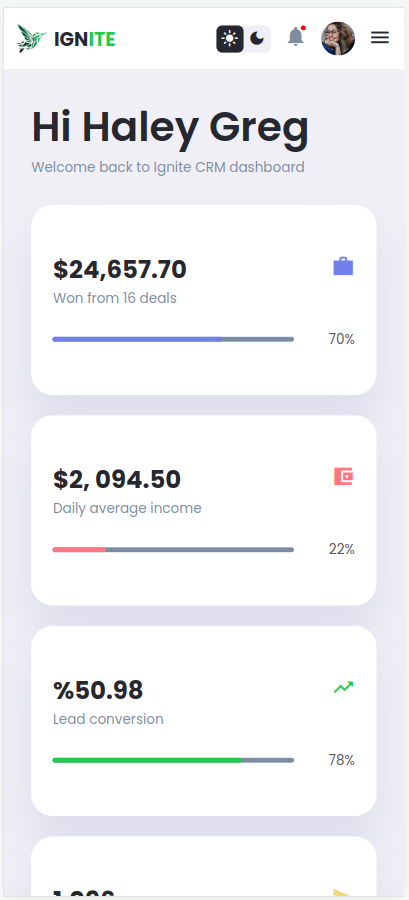 IGNITE
Hi Haley Greg
Welcome back to Ignite CRM dashboard
$24,657.70
Won from 16 deals
70%
$2, 094.50
Daily average income
22%
%50.98
Lead conversion
78%